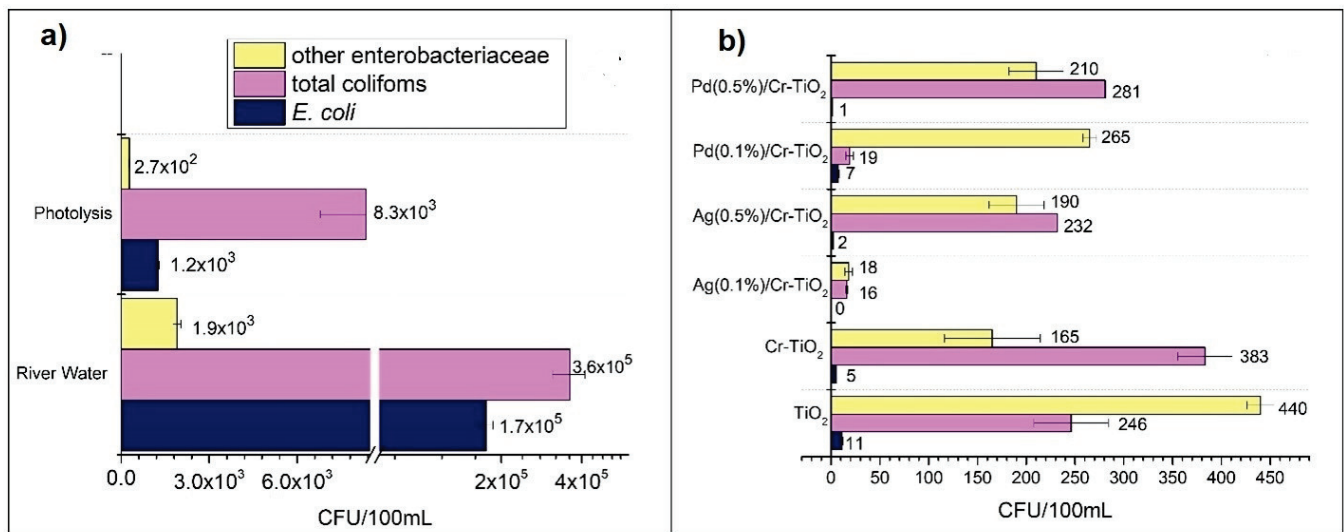 a)
other enterobacteriaceae
total colifoms
E. coli
2.7x10²
Photolysis
8.3x10³
1.2x10³
1.9x10³
River Water
3.6x10⁵
1.7x10⁵
0.0 3.0x10³ 6.0x10³ 2x10⁵ 4x10⁵
CFU/100mL
b)
210
Pd(0.5%)/Cr-TiO₂
281
1
265
Pd(0.1%)/Cr-TiO₂
19
7
190
Ag(0.5%)/Cr-TiO₂
232
2
18
Ag(0.1%)/Cr-TiO₂
16
0
165
Cr-TiO₂
383
5
440
TiO₂
246
11
0 50 100 150 200 250 300 350 400 450
CFU/100mL